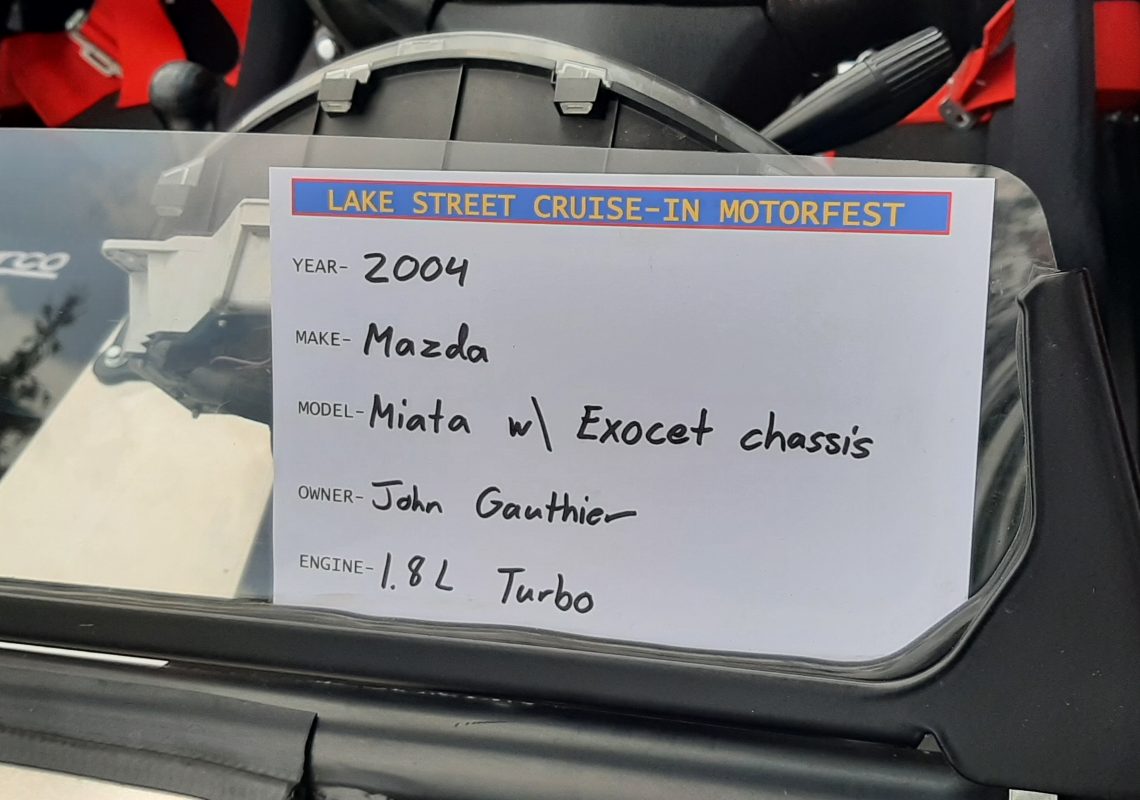 LAKE STREET CRUISE-IN MOTORFEST
YEAR- 2004
MAKE- Mazda
MODEL- Miata w\ Exocet chassis
OWNER- John Gauthier
ENGINE- 1.8L Turbo